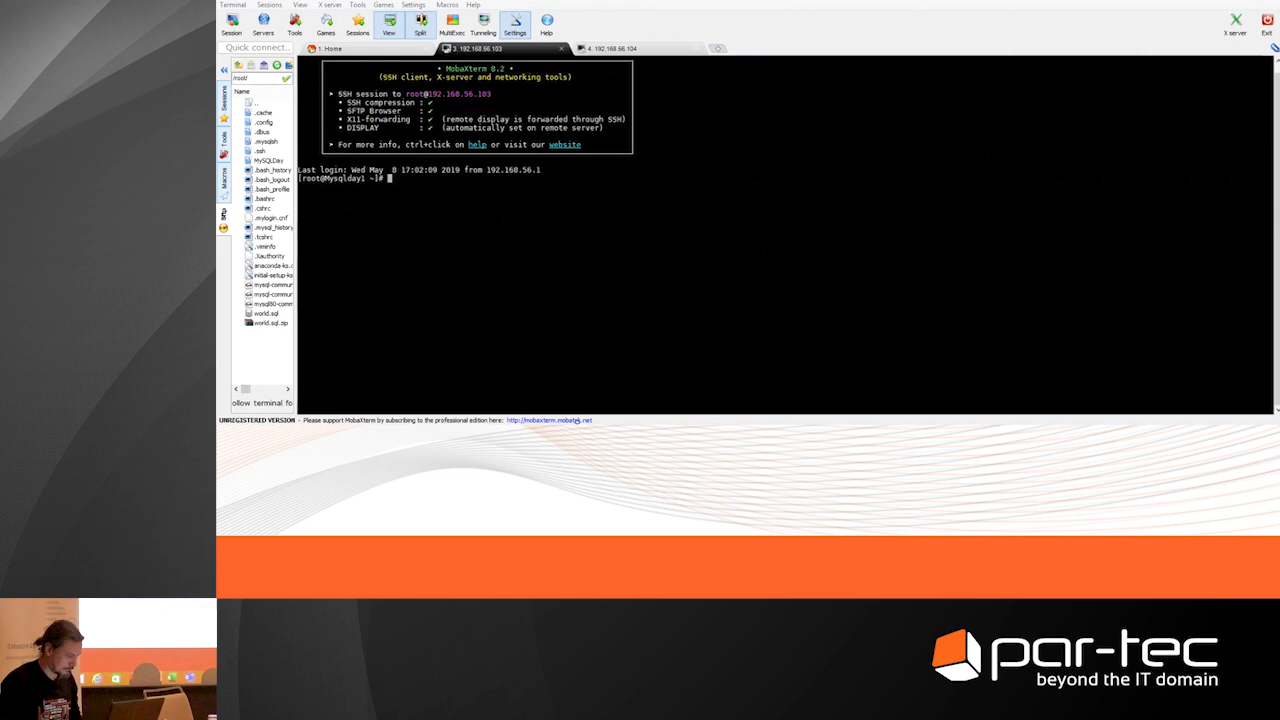 Terminal Sessions View X server Tools Games Settings Macros Help
Session Servers Tools Games Sessions View Split MultiExec Tunneling Settings Help X server Exit
Quick connect..
1. Home
3. 192.168.56.103
4. 192.168.56.104
/root/
Name
..
.cache
.config
.dbus
.mysqlsh
.ssh
MySQLDay
.bash_history
.bash_logout
.bash_profile
.bashrc
.cshrc
.mylogin.cnf
.mysql_history
.tcshrc
.viminfo
.Xauthority
anaconda-ks.c
initial-setup-ks
mysql-commun
mysql-commun
mysql80-comm
world.sql
world.sql.zip
ollow terminal fo
Sessions
Tools
Macros
Sftp
• MobaXterm 8.2 •
(SSH client, X-server and networking tools)
➤ SSH session to root@192.168.56.103
• SSH compression : ✔
• SFTP Browser : ✔
• X11-forwarding : ✔ (remote display is forwarded through SSH)
• DISPLAY : ✔ (automatically set on remote server)
➤ For more info, ctrl+click on help or visit our website
Last login: Wed May  8 17:02:09 2019 from 192.168.56.1
[root@Mysqlday1 ~]#
UNREGISTERED VERSION - Please support MobaXterm by subscribing to the professional edition here: http://mobaxterm.mobatek.net
par-tec
beyond the IT domain